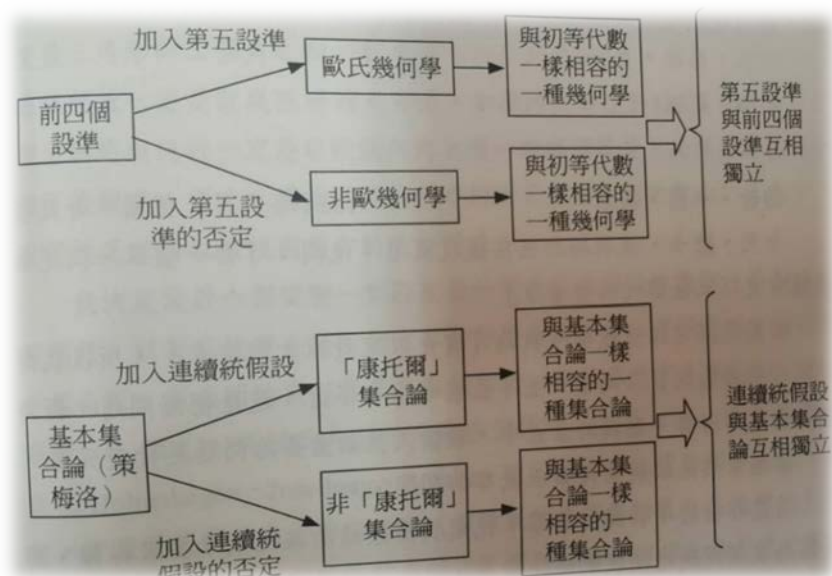 加入第五設準
前四個
設準
歐氏幾何學
與初等代數
一樣相容的
一種幾何學
加入第五設
準的否定
非歐幾何學
與初等代數
一樣相容的
一種幾何學
第五設準
與前四個
設準互相
獨立
加入連續統假設
基本集
合論（策
梅洛）
「康托爾」
集合論
與基本集
合論一樣
相容的一
種集合論
加入連續統
假設的否定
非「康托爾」
集合論
與基本集
合論一樣
相容的一
種集合論
連續統假設
與基本集合
論互相獨立